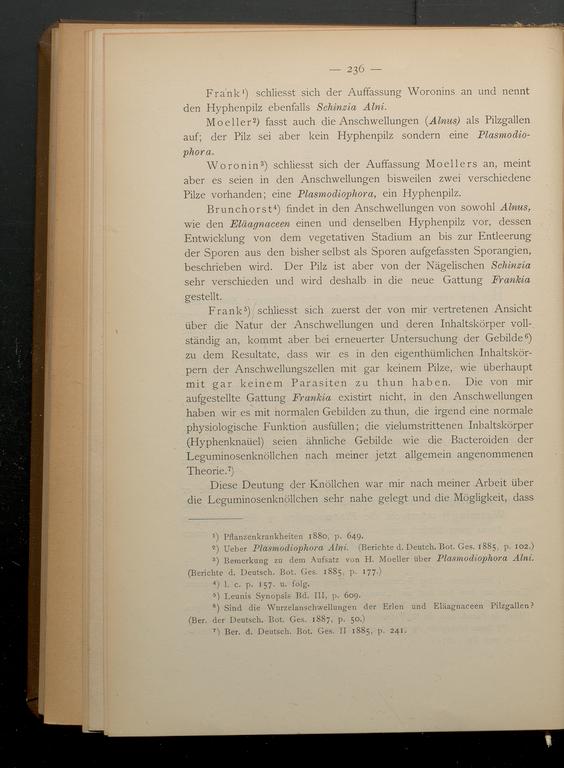 — 236 —
Frank¹) schliesst sich der Auffassung Woronins an und nennt
den Hyphenpilz ebenfalls Schinzia Alni.
Moeller²) fasst auch die Anschwellungen (Alnus) als Pilzgallen
auf; der Pilz sei aber kein Hyphenpilz sondern eine Plasmodio-
phora.
Woronin³) schliesst sich der Auffassung Moellers an, meint
aber es seien in den Anschwellungen bisweilen zwei verschiedene
Pilze vorhanden; eine Plasmodiophora, ein Hyphenpilz.
Brunchorst⁴) findet in den Anschwellungen von sowohl Alnus,
wie den Eläagnaceen einen und denselben Hyphenpilz vor, dessen
Entwicklung von dem vegetativen Stadium an bis zur Entleerung
der Sporen aus den bisher selbst als Sporen aufgefassten Sporangien,
beschrieben wird. Der Pilz ist aber von der Nägelischen Schinzia
sehr verschieden und wird deshalb in die neue Gattung Frankia
gestellt.
Frank⁵) schliesst sich zuerst der von mir vertretenen Ansicht
über die Natur der Anschwellungen und deren Inhaltskörper voll-
ständig an, kommt aber bei erneuerter Untersuchung der Gebilde⁶)
zu dem Resultate, dass wir es in den eigenthümlichen Inhaltskör-
pern der Anschwellungszellen mit gar keinem Pilze, wie überhaupt
mit gar keinem Parasiten zu thun haben. Die von mir
aufgestellte Gattung Frankia existirt nicht, in den Anschwellungen
haben wir es mit normalen Gebilden zu thun, die irgend eine normale
physiologische Funktion ausfüllen; die vielumstrittenen Inhaltskörper
(Hyphenknaüel) seien ähnliche Gebilde wie die Bacteroiden der
Leguminosenknöllchen nach meiner jetzt allgemein angenommenen
Theorie.⁷)
Diese Deutung der Knöllchen war mir nach meiner Arbeit über
die Leguminosenknöllchen sehr nahe gelegt und die Mögligkeit, dass
¹) Pflanzenkrankheiten 1880, p. 649.
²) Ueber Plasmodiophora Alni. (Berichte d. Deutch. Bot. Ges. 1885, p. 102.)
³) Bemerkung zu dem Aufsatz von H. Moeller über Plasmodiophora Alni.
(Berichte d. Deutsch. Bot. Ges. 1885, p. 177.)
⁴) l. c. p. 157. u. folg.
⁵) Leunis Synopsis Bd. III, p. 609.
⁶) Sind die Wurzelanschwellungen der Erlen und Eläagnaceen Pilzgallen?
(Ber. der Deutsch. Bot. Ges. 1887, p. 50.)
⁷) Ber. d. Deutsch. Bot. Ges. II 1885, p. 241.